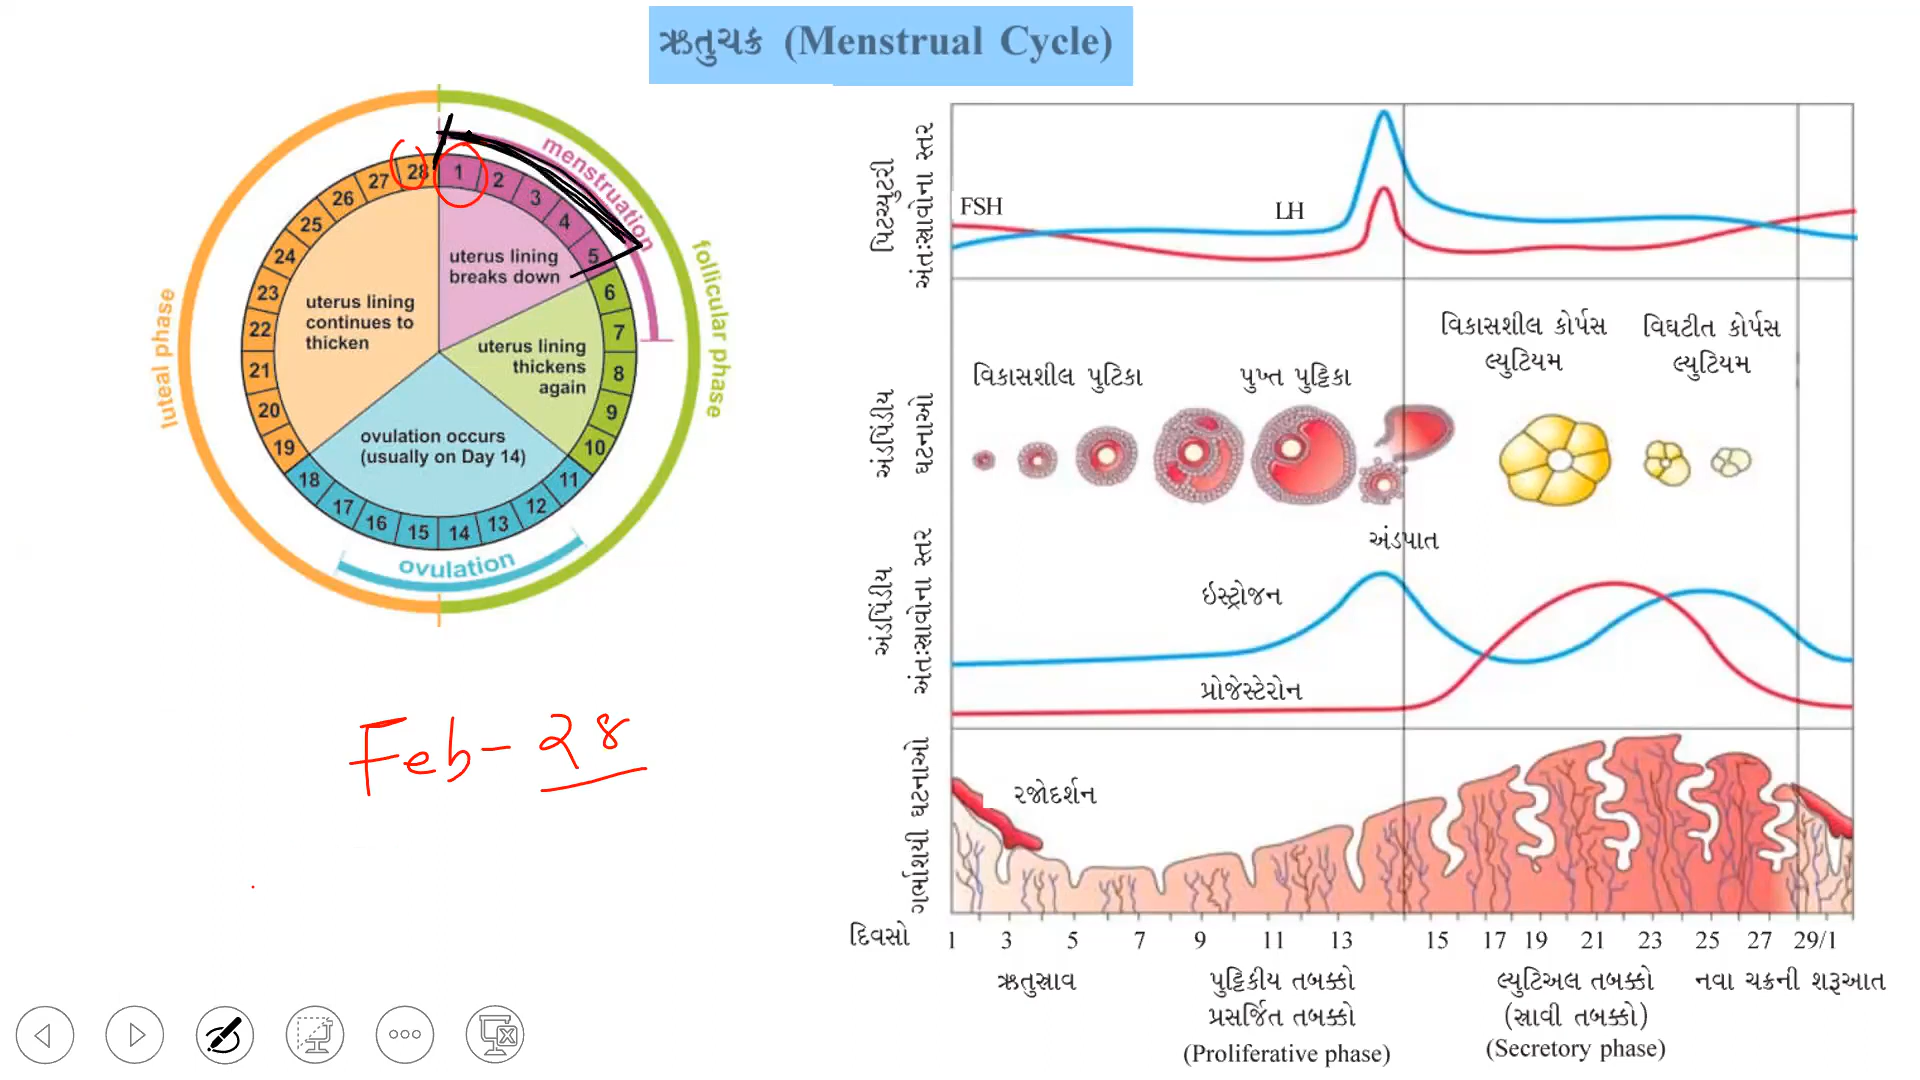 ઋતુચક્ર (Menstrual Cycle)
luteal phase
follicular phase
menstruation
ovulation
1
2
3
4
5
6
7
8
9
10
11
12
13
14
15
16
17
18
19
20
21
22
23
24
25
26
27
28
uterus lining
breaks down
uterus lining
thickens
again
ovulation occurs
(usually on Day 14)
uterus lining
continues to
thicken
Feb - 28
પિટ્યુટરી
અંતઃસ્રાવોના સ્તર
FSH
LH
અંડપિંડીય
ઘટનાઓ
વિકાસશીલ પુટિકા
પુખ્ત પુટ્ટિકા
વિકાસશીલ કોર્પસ
લ્યુટિયમ
વિઘટીત કોર્પસ
લ્યુટિયમ
અંડપાત
અંડપિંડીય
અંતઃસ્રાવોના સ્તર
ઇસ્ટ્રોજન
પ્રોજેસ્ટેરોન
ગર્ભાશયી ઘટનાઓ
રજોદર્શન
દિવસો 1 3 5 7 9 11 13 15 17 19 21 23 25 27 29/1
ઋતુસ્રાવ
પુટ્ટિકીય તબક્કો
પ્રસર્જિત તબક્કો
(Proliferative phase)
લ્યુટિઅલ તબક્કો
(સ્રાવી તબક્કો)
(Secretory phase)
નવા ચક્રની શરૂઆત